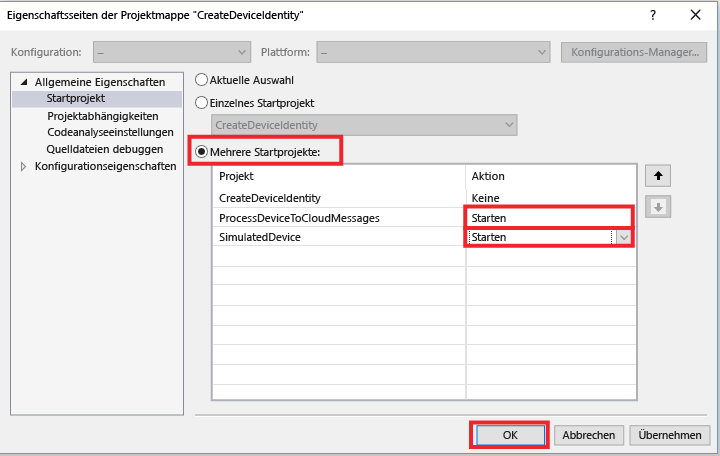 Eigenschaftsseiten der Projektmappe "CreateDeviceIdentity"
?
Konfiguration: –
Plattform: –
Konfigurations-Manager...
Allgemeine Eigenschaften
Startprojekt
Projektabhängigkeiten
Codeanalyseeinstellungen
Quelldateien debuggen
Konfigurationseigenschaften
Aktuelle Auswahl
Einzelnes Startprojekt
CreateDeviceIdentity
Mehrere Startprojekte:
Projekt Aktion
CreateDeviceIdentity Keine
ProcessDeviceToCloudMessages Starten
SimulatedDevice Starten
OK Abbrechen Übernehmen